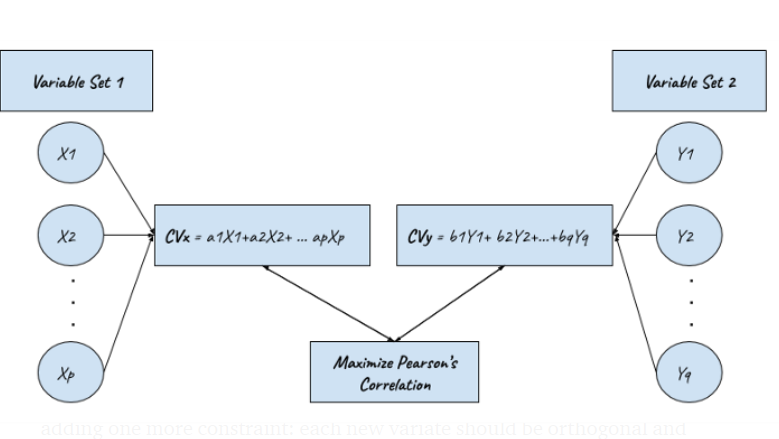 Variable Set 1
Variable Set 2
X1
Y1
X2
CVx = a1X1+a2X2+ ... apXp
CVy = b1Y1+ b2Y2+...+bqYq
Y2
Maximize Pearson's
Correlation
Xp
Yq
adding one more constraint: each new variate should be orthogonal and